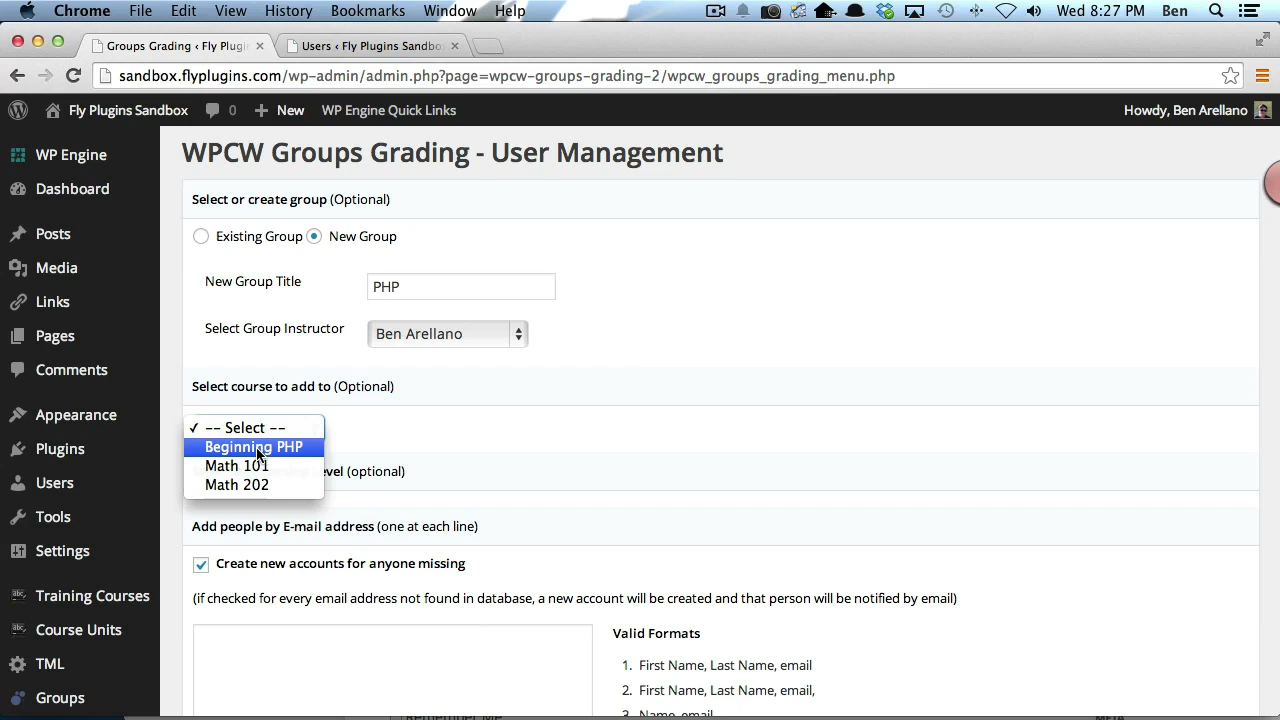 Chrome File Edit View History Bookmarks Window Help Wed 8:27 PM Ben
Groups Grading ‹ Fly Plugi Users ‹ Fly Plugins Sandbo
sandbox.flyplugins.com/wp-admin/admin.php?page=wpcw-groups-grading-2/wpcw_groups_grading_menu.php
Fly Plugins Sandbox 0 New WP Engine Quick Links Howdy, Ben Arellano
WP Engine
Dashboard
Posts
Media
Links
Pages
Comments
Appearance
Plugins
Users
Tools
Settings
Training Courses
Course Units
TML
Groups
WPCW Groups Grading - User Management
Select or create group (Optional)
Existing Group New Group
New Group Title PHP
Select Group Instructor Ben Arellano
Select course to add to (Optional)
✓ -- Select --
Beginning PHP
Math 101
Math 202
(optional)
Add people by E-mail address (one at each line)
Create new accounts for anyone missing
(if checked for every email address not found in database, a new account will be created and that person will be notified by email)
Valid Formats
1. First Name, Last Name, email
2. First Name, Last Name, email,
3. Name, email